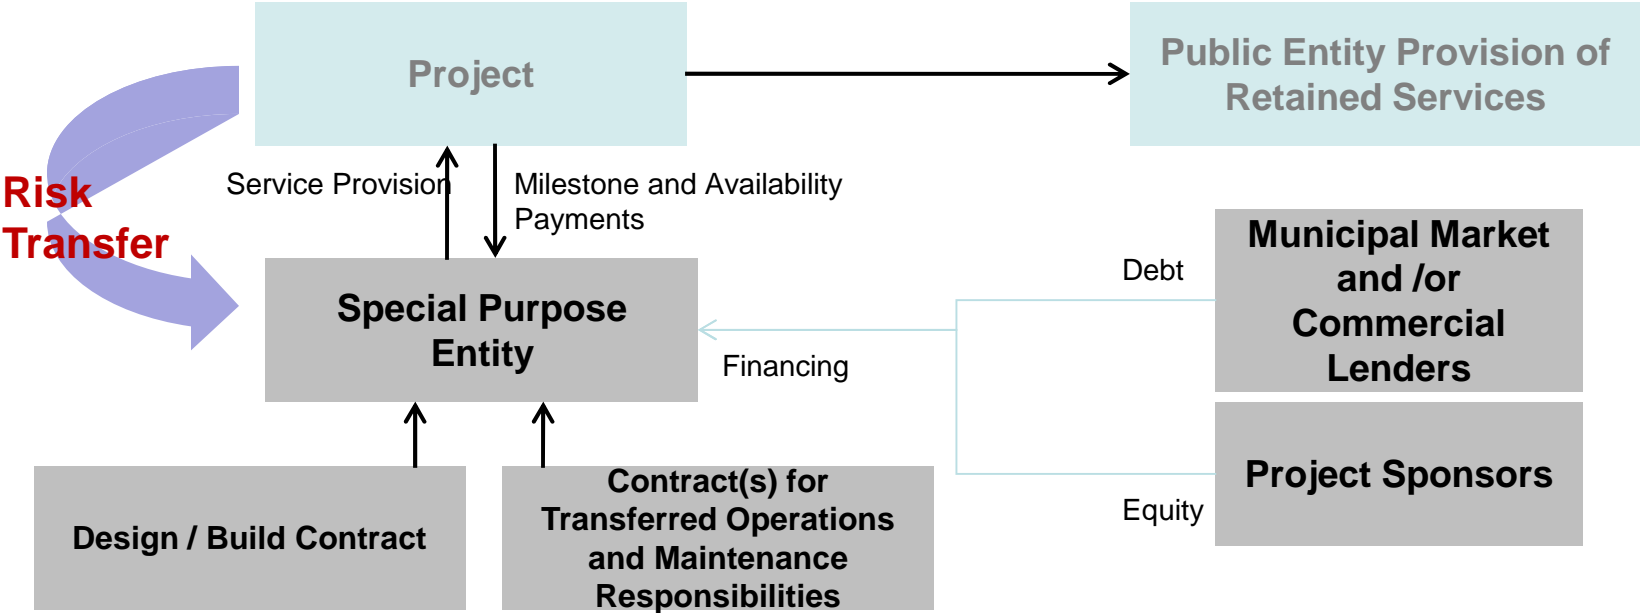 Project
Public Entity Provision of
Retained Services
Risk
Transfer
Service Provision
Milestone and Availability
Payments
Special Purpose
Entity
Debt
Financing
Equity
Municipal Market
and /or
Commercial
Lenders
Project Sponsors
Design / Build Contract
Contract(s) for
Transferred Operations
and Maintenance
Responsibilities